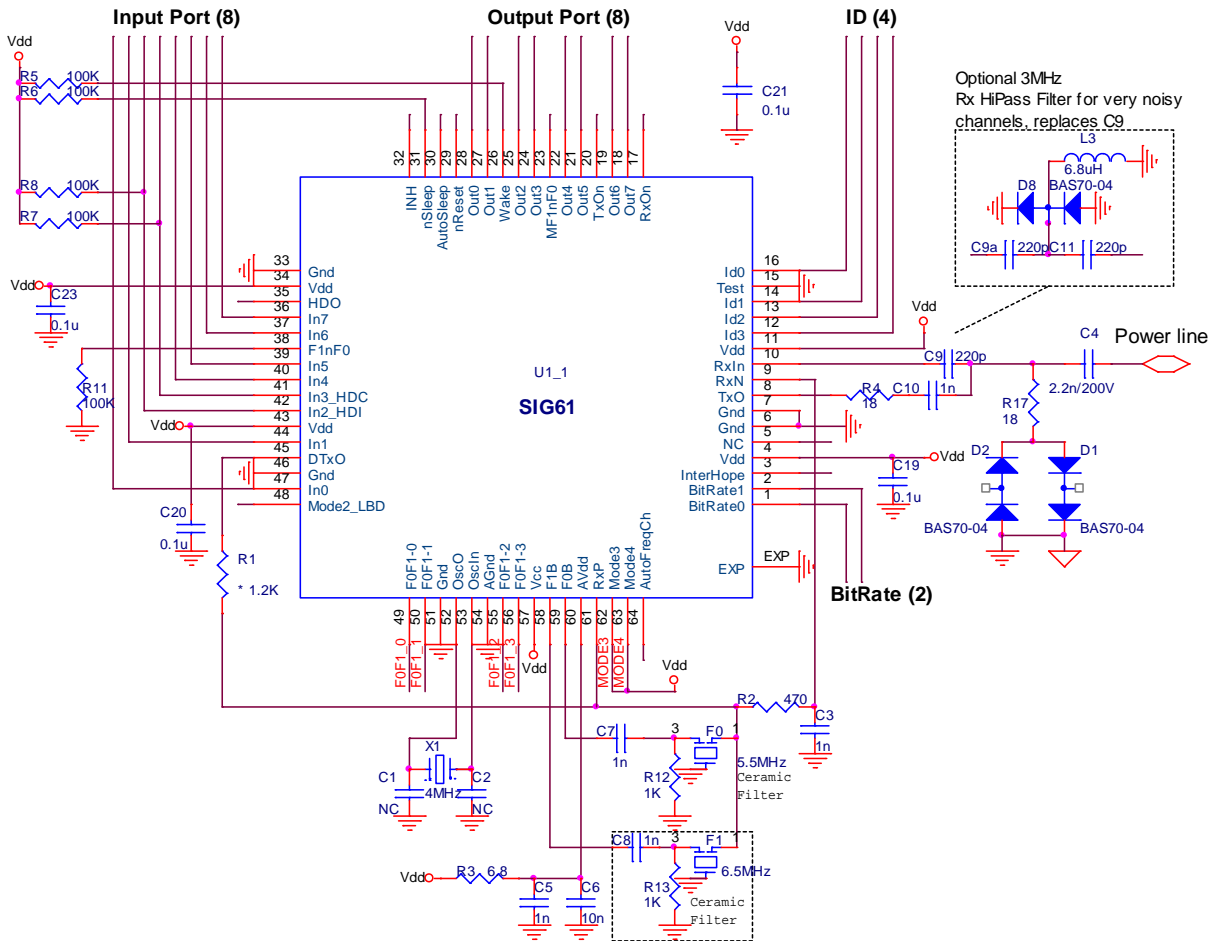 Input Port (8)
Output Port (8)
ID (4)
Vdd
R5 100K
R6 100K
R8 100K
R7 100K
Vdd
C21
0.1u
Optional 3MHz
Rx HiPass Filter for very noisy
channels, replaces C9
L3
6.8uH
D8 BAS70-04
C9a 220p C11 220p
32 31 30 29 28 27 26 25 24 23 22 21 20 19 18 17
INH nSleep AutoSleep nReset Out0 Out1 Wake Out2 Out3 MF1nF0 Out4 Out5 TxOn Out6 Out7 RxOn
33 Gnd
34 Vdd
35 HDO
36 In7
37 In6
38 F1nF0
39 In5
40 In4
41 In3_HDC
42 In2_HDI
43 Vdd
44 In1
45 DTxO
46 Gnd
47 In0
48 Mode2_LBD
Vdd
C23
0.1u
R11
100K
Vdd
C20
0.1u
R1
* 1.2K
U1_1
SIG61
Id0 16
Test 15
Id1 14
Id2 13
Id3 12
Vdd 11
RxIn 10
RxN 9
TxO 8
Gnd 7
Gnd 6
NC 5
Vdd 4
InterHope 3
BitRate1 2
BitRate0 1
EXP EXP
Vdd
C9 220p
R4
18
C10 1n
C4
2.2n/200V
Power line
R17
18
D2
D1
BAS70-04
BAS70-04
Vdd
C19
0.1u
BitRate (2)
F0F1-0 F0F1-1 Gnd OscO OscIn AGnd F0F1-2 F0F1-3 Vcc F1B F0B AVdd RxP Mode3 Mode4 AutoFreqCh
49 50 51 52 53 54 55 56 57 58 59 60 61 62 63 64
F0F1_0 F0F1_1 F0F1_2 F0F1_3 MODE3 MODE4
Vdd
Vdd
R2 470
C3
1n
C7
1n
3 F0 1
5.5MHz
Ceramic
Filter
R12
1K
X1
4MHz
C1
NC
C2
NC
C8 1n
3 F1 1
6.5MHz
R13
1K
Ceramic
Filter
Vdd
R3 6.8
C5
1n
C6
10n